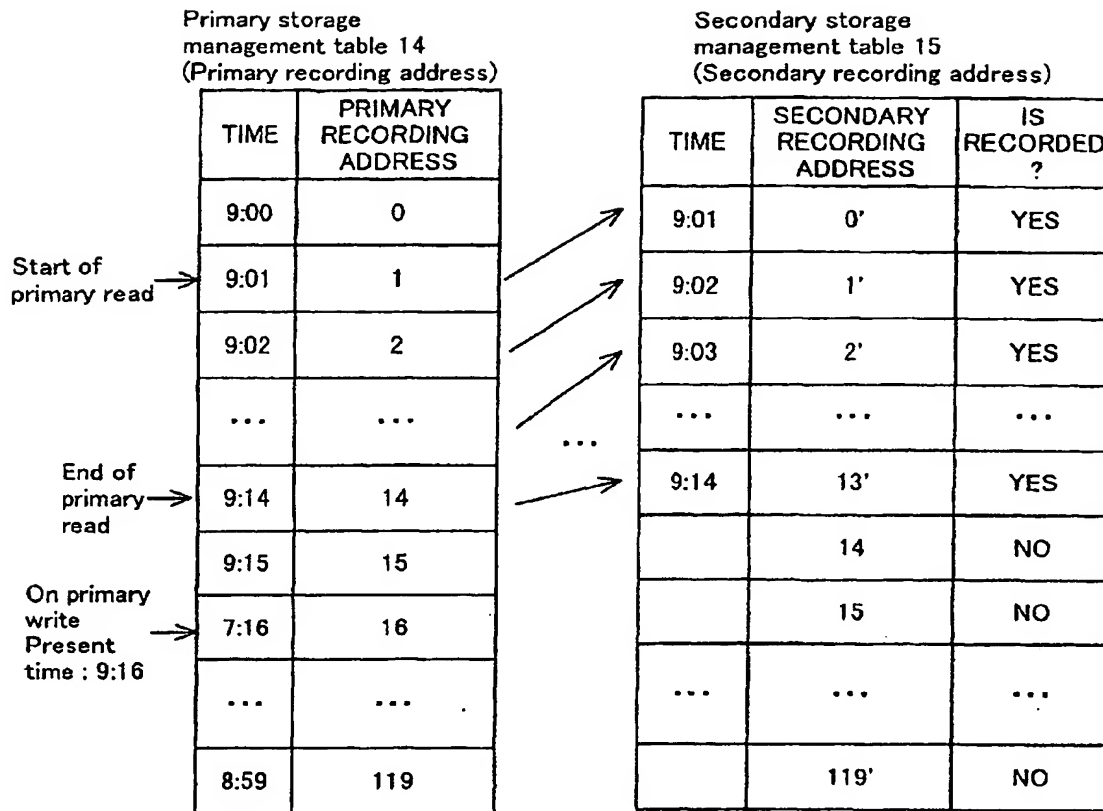 Primary storage
management table 14
(Primary recording address)
TIME
PRIMARY
RECORDING
ADDRESS
9:00 0
9:01 1
9:02 2
... ...
9:14 14
9:15 15
7:16 16
... ...
8:59 119
Start of
primary read
End of
primary
read
On primary
write
Present
time : 9:16
...
Secondary storage
management table 15
(Secondary recording address)
TIME
SECONDARY
RECORDING
ADDRESS
IS
RECORDED
?
9:01 0' YES
9:02 1' YES
9:03 2' YES
... ... ...
9:14 13' YES
14 NO
15 NO
... ... ...
119' NO